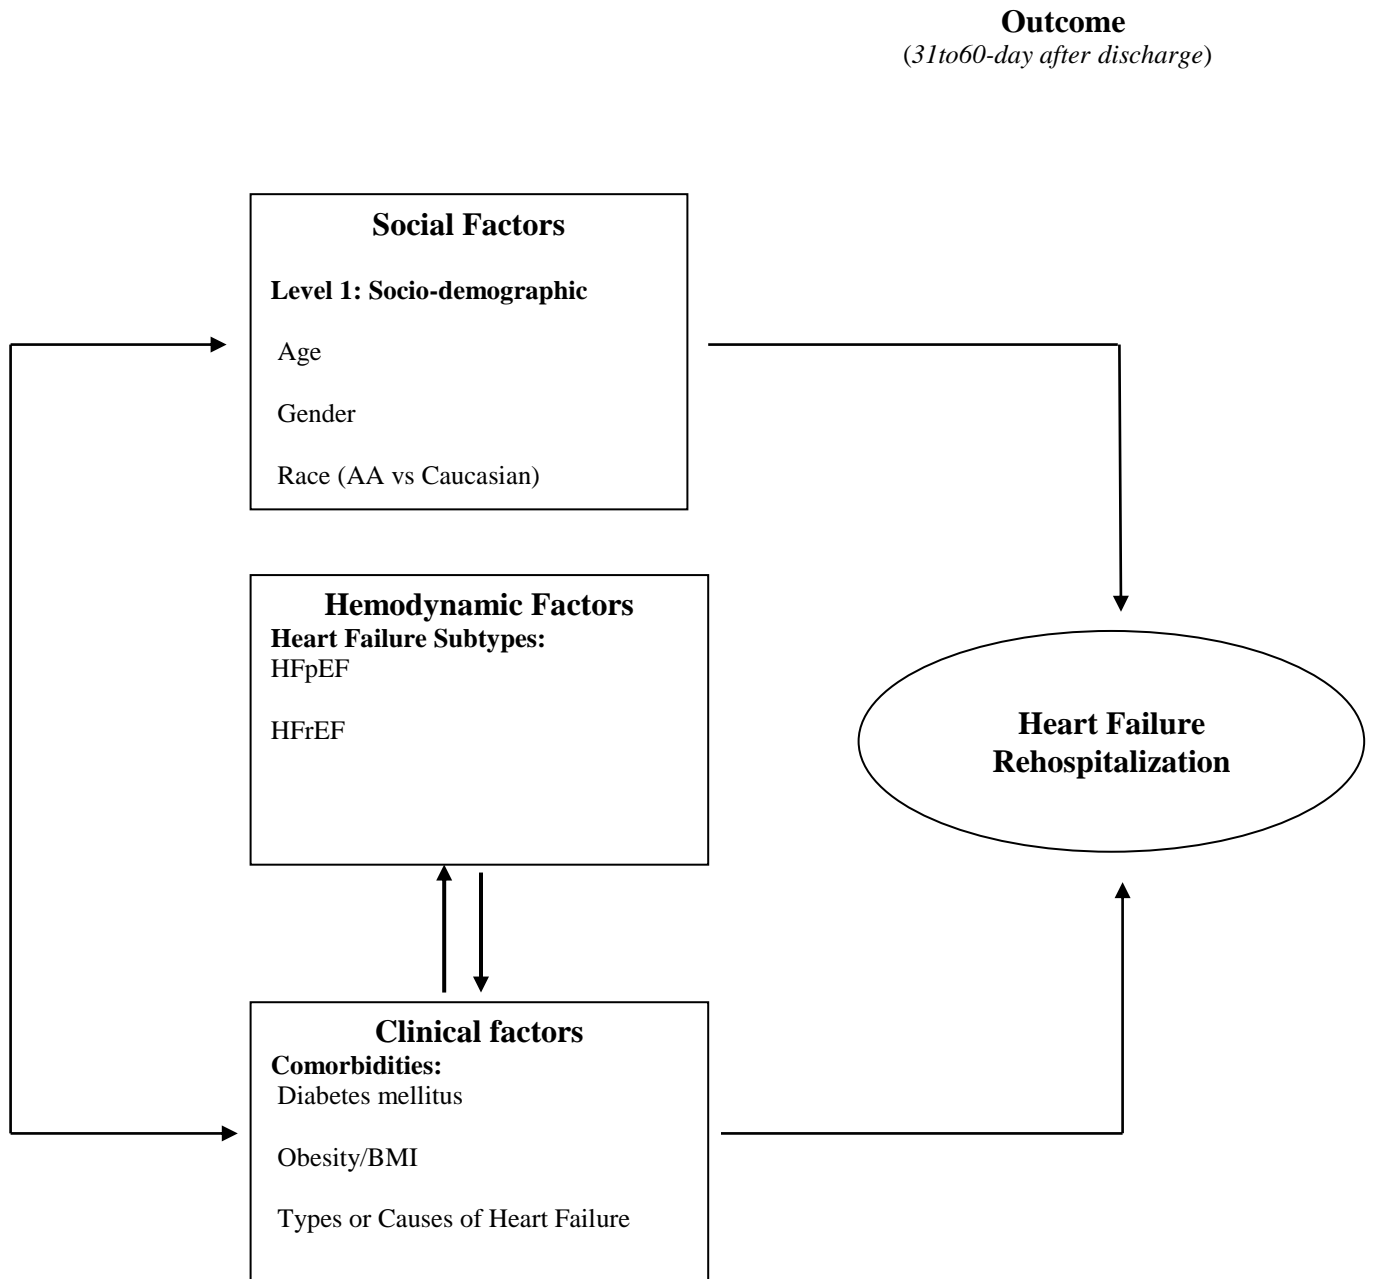 Outcome
(31to60-day after discharge)
Social Factors
Level 1: Socio-demographic
Age
Gender
Race (AA vs Caucasian)
Hemodynamic Factors
Heart Failure Subtypes:
HFpEF
HFrEF
Heart Failure
Rehospitalization
Clinical factors
Comorbidities:
Diabetes mellitus
Obesity/BMI
Types or Causes of Heart Failure